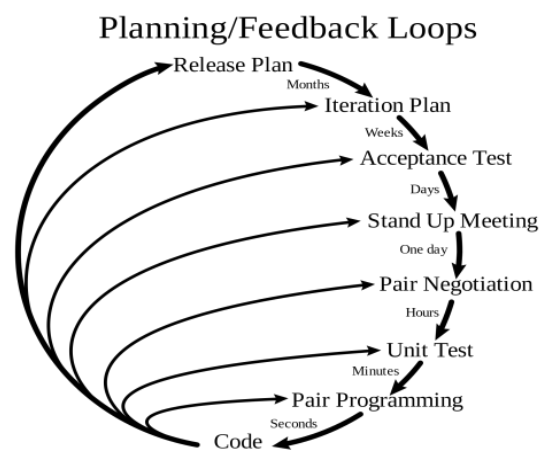 Planning/Feedback Loops
Release Plan
Months
Iteration Plan
Weeks
Acceptance Test
Days
Stand Up Meeting
One day
Pair Negotiation
Hours
Unit Test
Minutes
Pair Programming
Seconds
Code